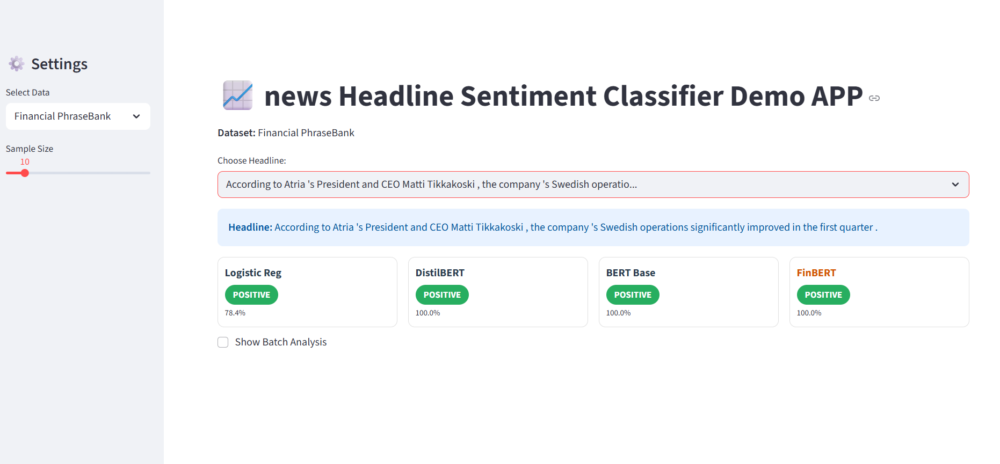 Settings
Select Data
Financial PhraseBank
Sample Size
10
news Headline Sentiment Classifier Demo APP
Dataset: Financial PhraseBank
Choose Headline:
According to Atria 's President and CEO Matti Tikkakoski , the company 's Swedish operatio...
Headline: According to Atria 's President and CEO Matti Tikkakoski , the company 's Swedish operations significantly improved in the first quarter .
Logistic Reg
POSITIVE
78.4%
DistilBERT
POSITIVE
100.0%
BERT Base
POSITIVE
100.0%
FinBERT
POSITIVE
100.0%
Show Batch Analysis